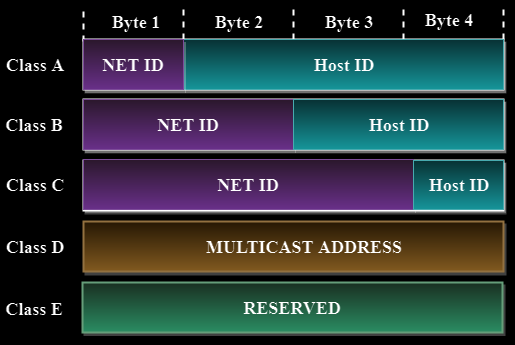 Byte 1 Byte 2 Byte 3 Byte 4
Class A NET ID Host ID
Class B NET ID Host ID
Class C NET ID Host ID
Class D MULTICAST ADDRESS
Class E RESERVED